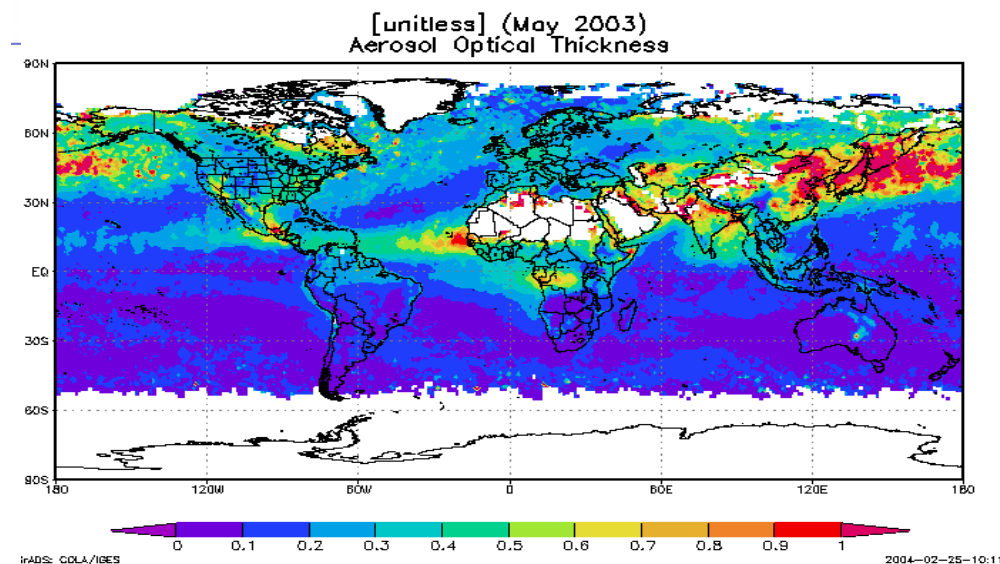 [unitless] (May 2003)
Aerosol Optical Thickness
90N
60N
30N
EQ
30S
60S
90S
180 120W 60W 0 60E 120E 180
0 0.1 0.2 0.3 0.4 0.5 0.6 0.7 0.8 0.9 1
GrADS: COLA/IGES 2004-02-25-10:11